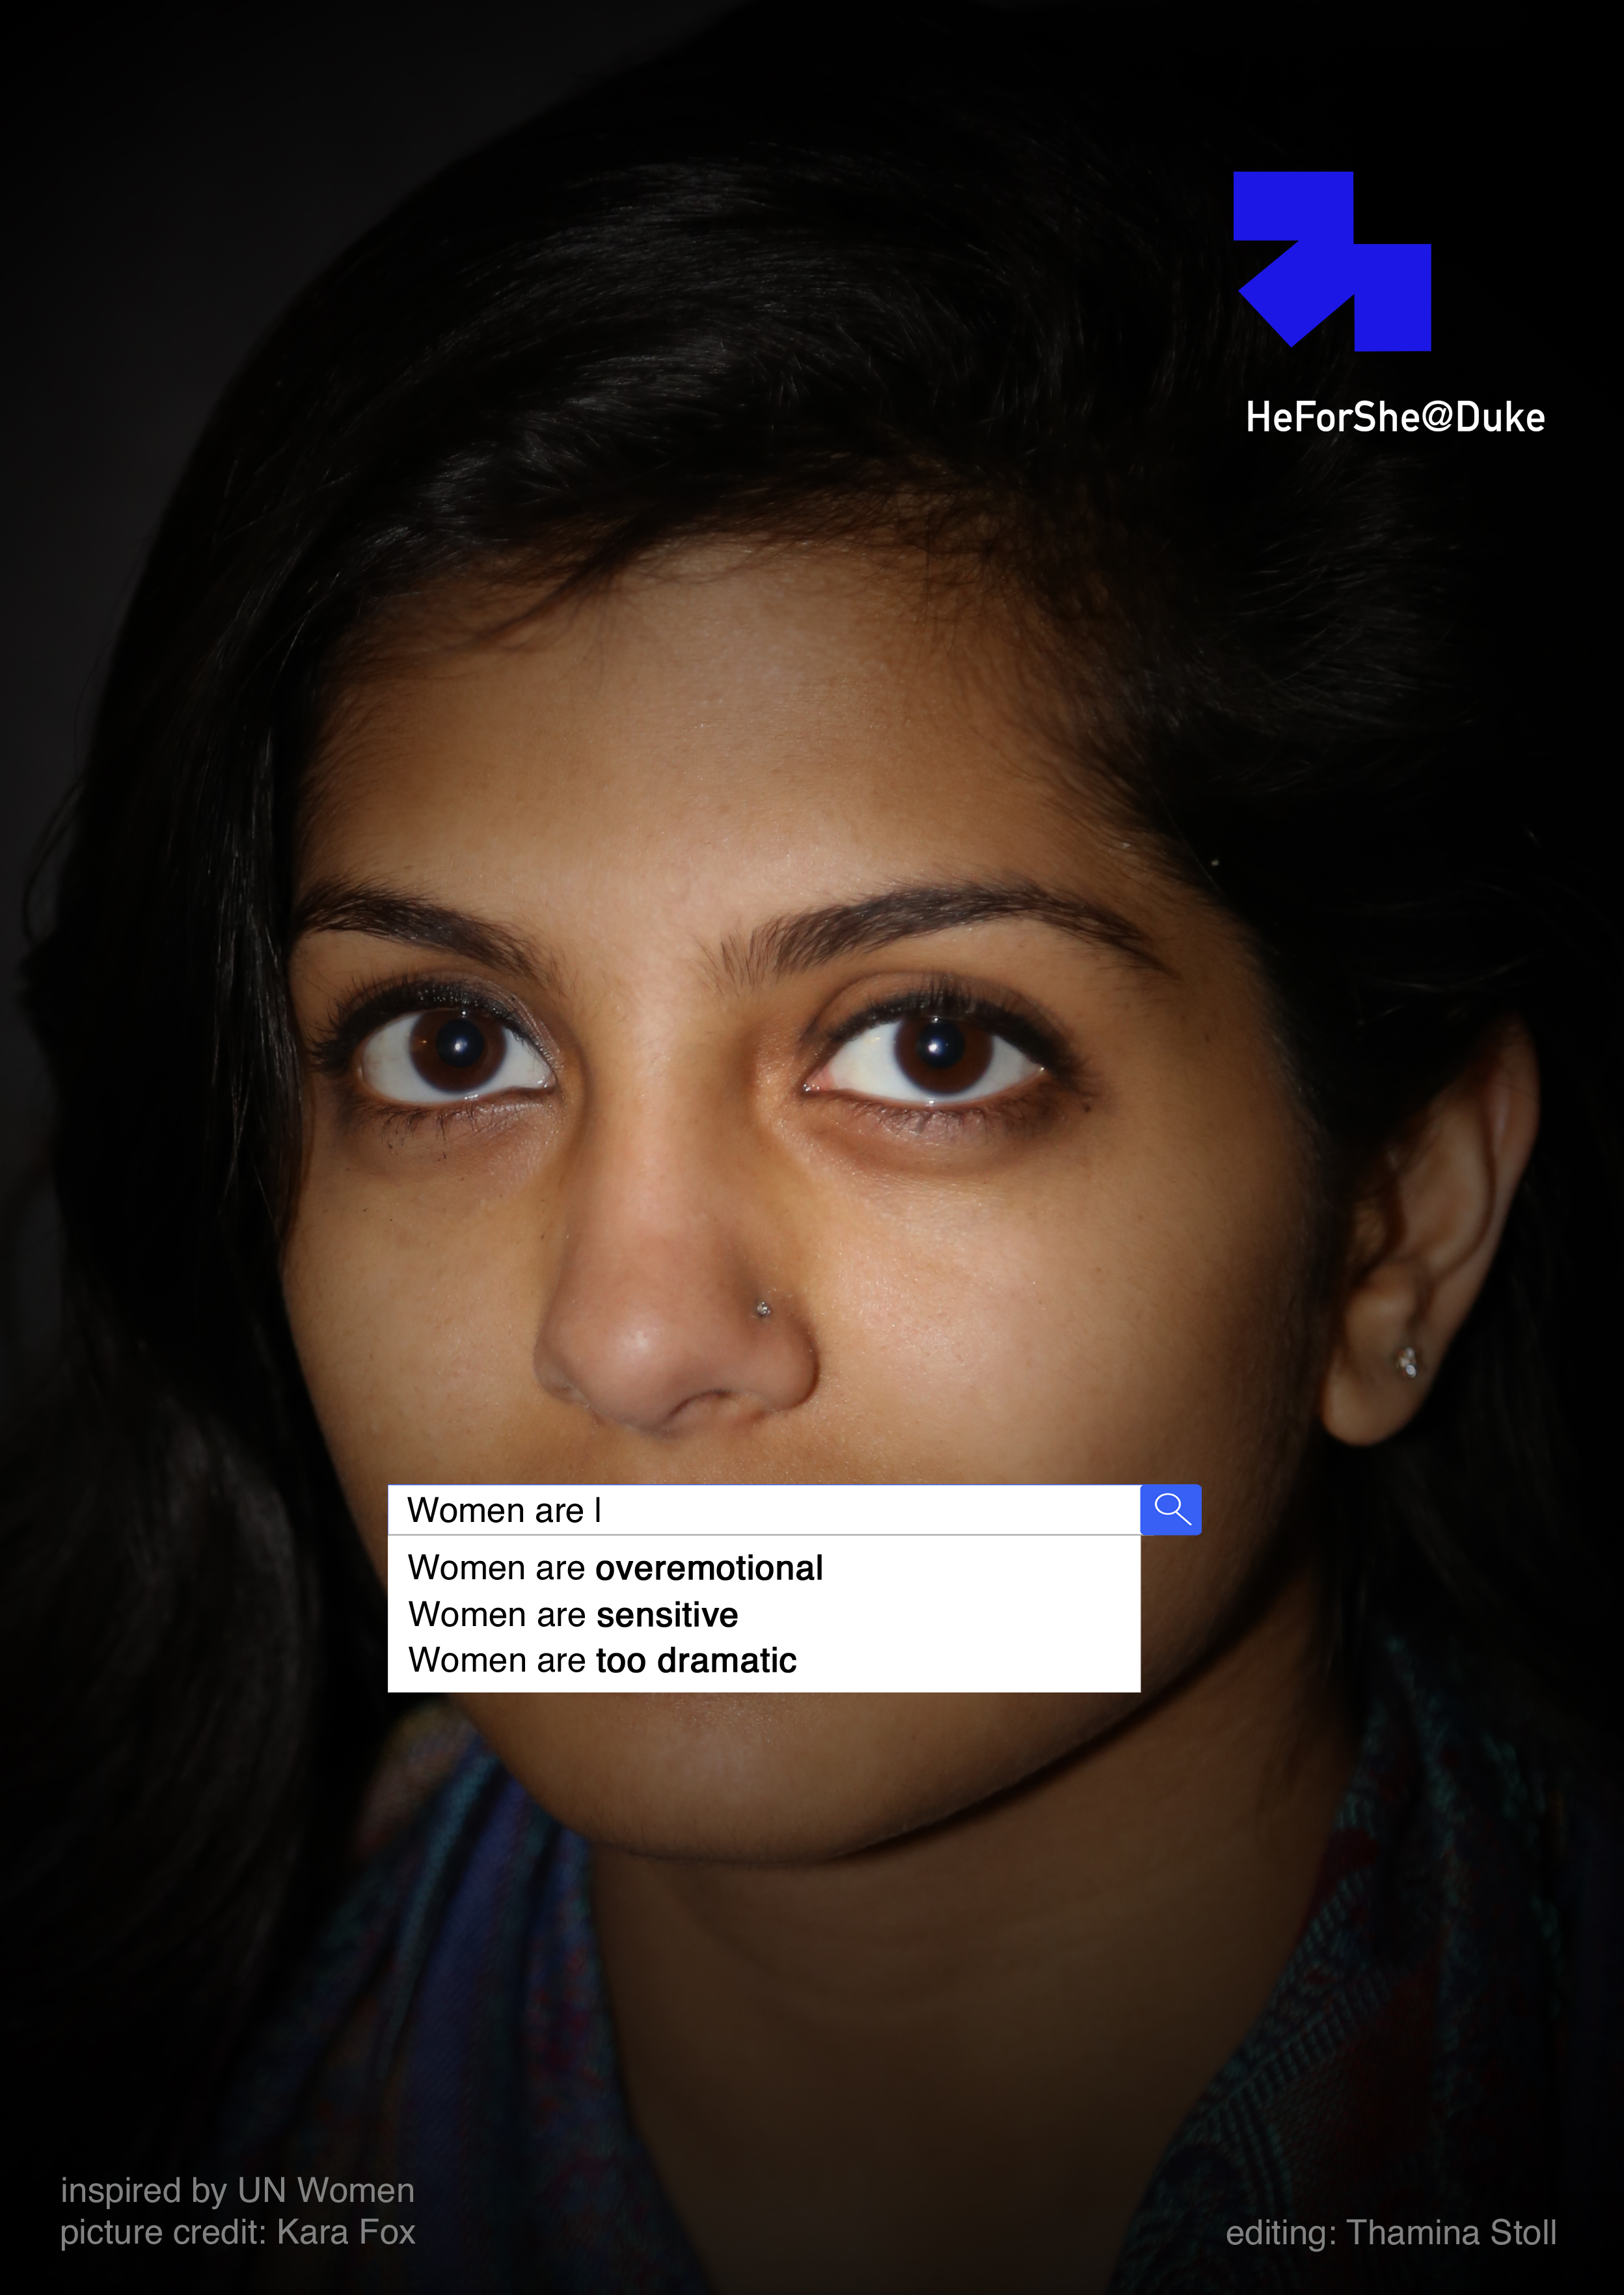 HeForShe@Duke
Women are |
Women are overemotional
Women are sensitive
Women are too dramatic
inspired by UN Women
picture credit: Kara Fox
editing: Thamina Stoll